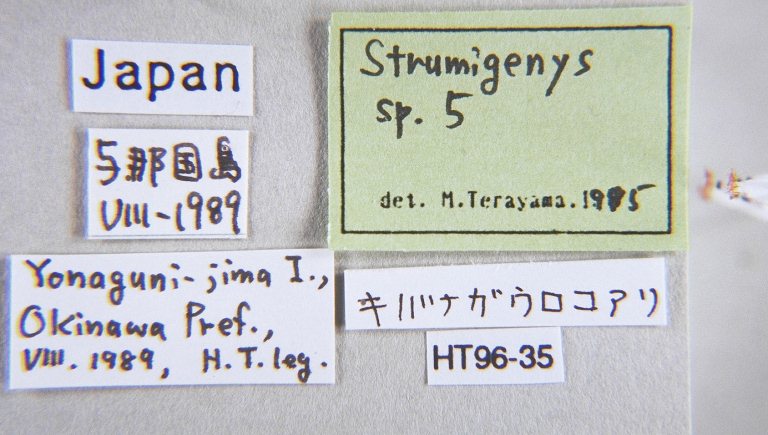 Japan
与那国島
VIII-1989
Yonaguni-jima I.,
Okinawa Pref.,
VIII. 1989, H.T. leg.
Strumigenys
sp. 5
det. M.Terayama.1995
キバナガウロコアリ
HT96-35